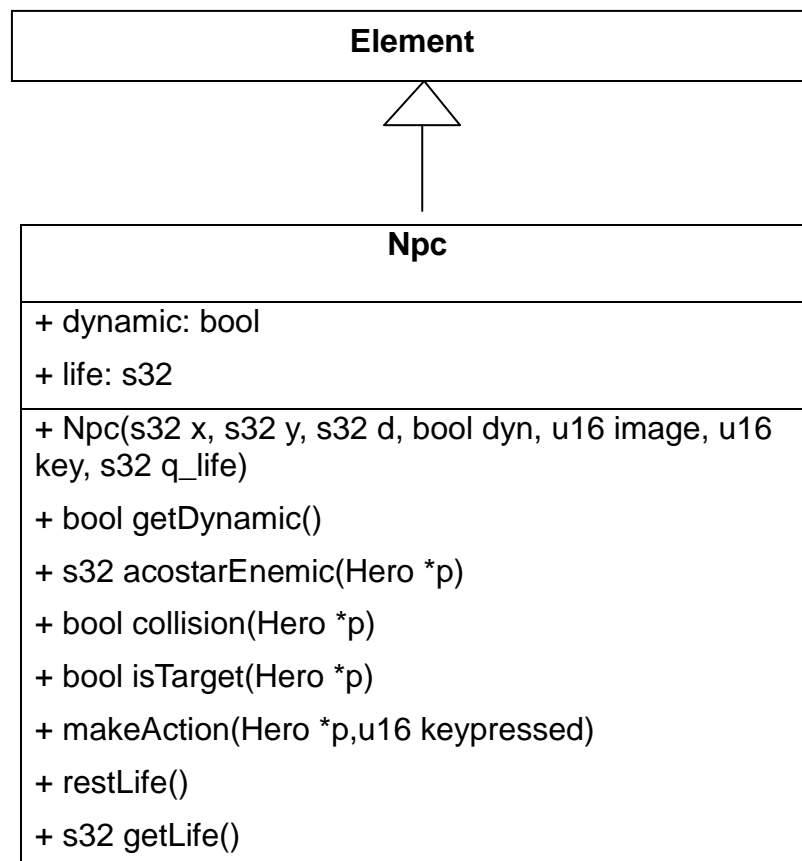 Element
Npc
+ dynamic: bool
+ life: s32
+ Npc(s32 x, s32 y, s32 d, bool dyn, u16 image, u16
key, s32 q_life)
+ bool getDynamic()
+ s32 acostarEnemic(Hero *p)
+ bool collision(Hero *p)
+ bool isTarget(Hero *p)
+ makeAction(Hero *p,u16 keypressed)
+ restLife()
+ s32 getLife()